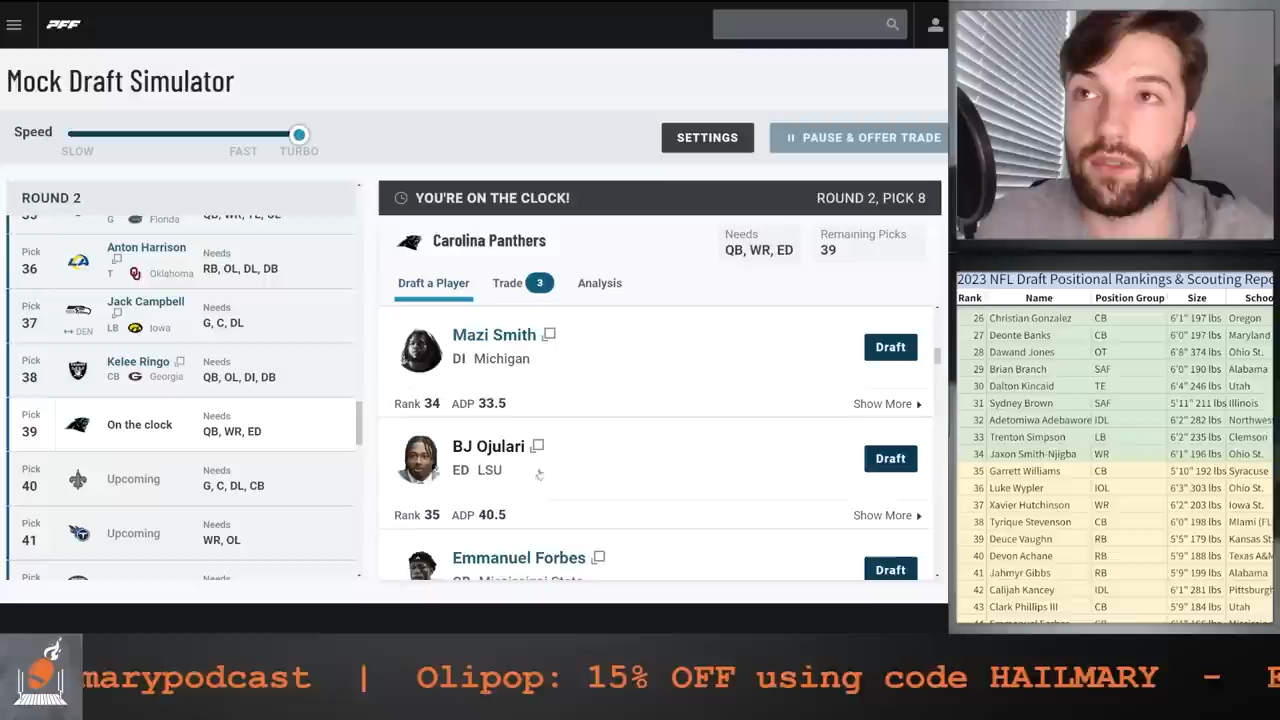 PFF
Mock Draft Simulator
Speed
SLOW
FAST
TURBO
SETTINGS
PAUSE & OFFER TRADE
ROUND 2
G
Florida
QB, WR, TE, OL
Pick
36
Anton Harrison
T
Oklahoma
Needs
RB, OL, DL, DB
Pick
37
DEN
Jack Campbell
LB
Iowa
Needs
G, C, DL
Pick
38
Kelee Ringo
CB
Georgia
Needs
QB, OL, DI, DB
Pick
39
On the clock
Needs
QB, WR, ED
Pick
40
Upcoming
Needs
G, C, DL, CB
Pick
41
Upcoming
Needs
WR, OL
Pick
Needs
YOU'RE ON THE CLOCK!
ROUND 2, PICK 8
Carolina Panthers
Needs
QB, WR, ED
Remaining Picks
39
Draft a Player
Trade 3
Analysis
Mazi Smith
DI Michigan
Draft
Rank 34 ADP 33.5
Show More
BJ Ojulari
ED LSU
Draft
Rank 35 ADP 40.5
Show More
Emmanuel Forbes
CB Mississippi State
Draft
2023 NFL Draft Positional Rankings & Scouting Repo
Rank Name Position Group Size Schoo
26 Christian Gonzalez CB 6'1" 197 lbs Oregon
27 Deonte Banks CB 6'0" 197 lbs Maryland
28 Dawand Jones OT 6'8" 374 lbs Ohio St.
29 Brian Branch SAF 6'0" 190 lbs Alabama
30 Dalton Kincaid TE 6'4" 246 lbs Utah
31 Sydney Brown SAF 5'11" 211 lbs Illinois
32 Adetomiwa Adebawore IDL 6'2" 282 lbs Northwes
33 Trenton Simpson LB 6'2" 235 lbs Clemson
34 Jaxon Smith-Njigba WR 6'1" 196 lbs Ohio St.
35 Garrett Williams CB 5'10" 192 lbs Syracuse
36 Luke Wypler IOL 6'3" 303 lbs Ohio St.
37 Xavier Hutchinson WR 6'2" 203 lbs Iowa St.
38 Tyrique Stevenson CB 6'0" 198 lbs MIami (FL
39 Deuce Vaughn RB 5'5" 179 lbs Kansas St
40 Devon Achane RB 5'9" 188 lbs Texas A&M
41 Jahmyr Gibbs RB 5'9" 199 lbs Alabama
42 Calijah Kancey IDL 6'1" 281 lbs Pittsburgh
43 Clark Phillips III CB 5'9" 184 lbs Utah
marypodcast | Olipop: 15% OFF using code HAILMARY - E